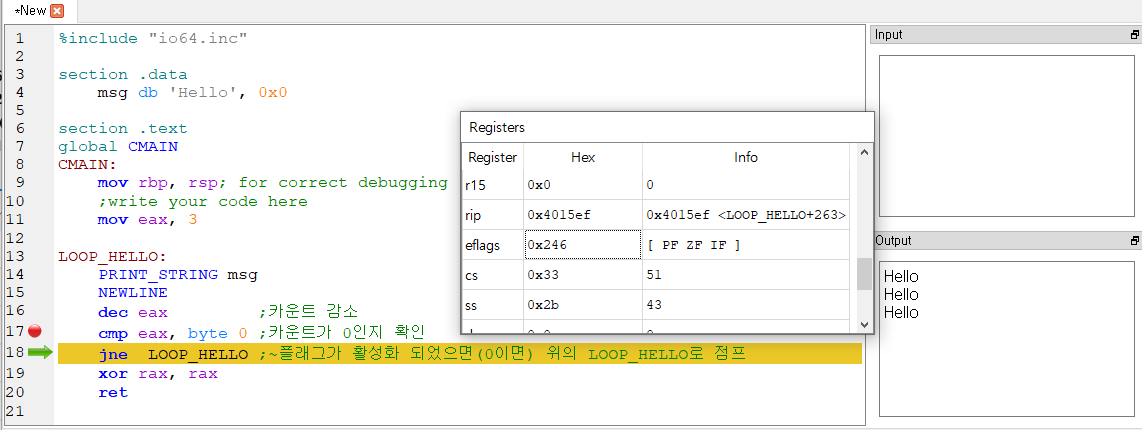 *New
1 %include "io64.inc"
2
3 section .data
4 msg db 'Hello', 0x0
5
6 section .text
7 global CMAIN
8 CMAIN:
9 mov rbp, rsp; for correct debugging
10 ;write your code here
11 mov eax, 3
12
13 LOOP_HELLO:
14 PRINT_STRING msg
15 NEWLINE
16 dec eax ;카운트 감소
17 cmp eax, byte 0 ;카운트가 0인지 확인
18 jne LOOP_HELLO ;~플래그가 활성화 되었으면(0이면) 위의 LOOP_HELLO로 점프
19 xor rax, rax
20 ret
21
Registers
Register Hex Info
r15 0x0 0
rip 0x4015ef 0x4015ef <LOOP_HELLO+263>
eflags 0x246 [ PF ZF IF ]
cs 0x33 51
ss 0x2b 43
Input
Output
Hello
Hello
Hello